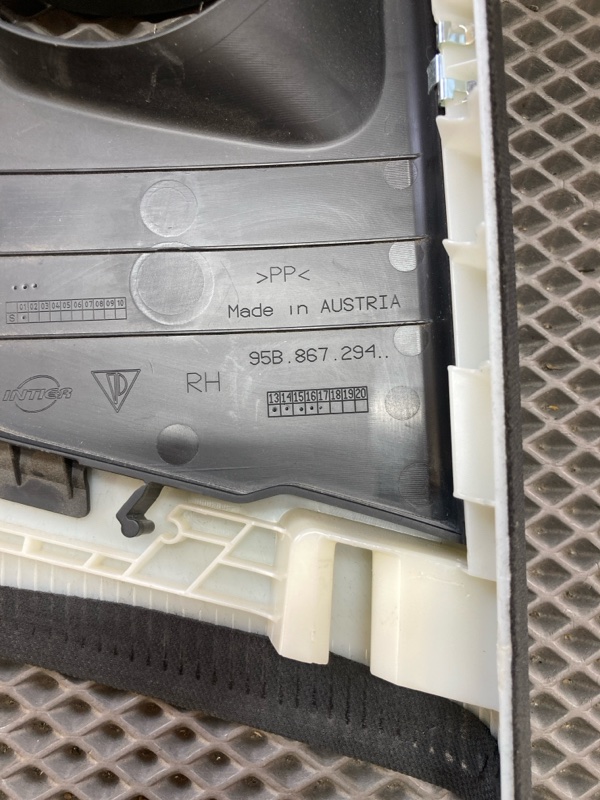 >PP<
Made in AUSTRIA
01 02 03 04 05 06 07 08 09 10
S
95B.867.294..
INTIER
RH
13 14 15 16 17 18 19 20